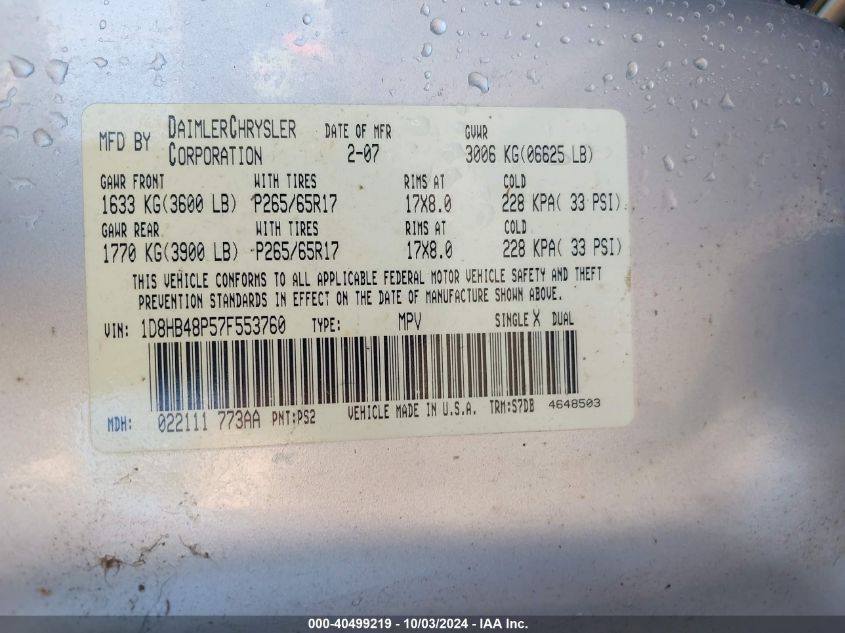 MFD BY DAIMLERCHRYSLER CORPORATION DATE OF MFR 2-07 GVWR 3006 KG(06625 LB)
GAWR FRONT WITH TIRES RIMS AT COLD
1633 KG(3600 LB) P265/65R17 17X8.0 228 KPA( 33 PSI)
GAWR REAR WITH TIRES RIMS AT COLD
1770 KG(3900 LB) P265/65R17 17X8.0 228 KPA( 33 PSI)
THIS VEHICLE CONFORMS TO ALL APPLICABLE FEDERAL MOTOR VEHICLE SAFETY AND THEFT
PREVENTION STANDARDS IN EFFECT ON THE DATE OF MANUFACTURE SHOWN ABOVE.
VIN: 1D8HB48P57F553760 TYPE: MPV SINGLE X DUAL
MDH: 022111 773AA PNT:PS2 VEHICLE MADE IN U.S.A. TRM:S7DB 4648503
000-40499219 - 10/03/2024 - IAA Inc.